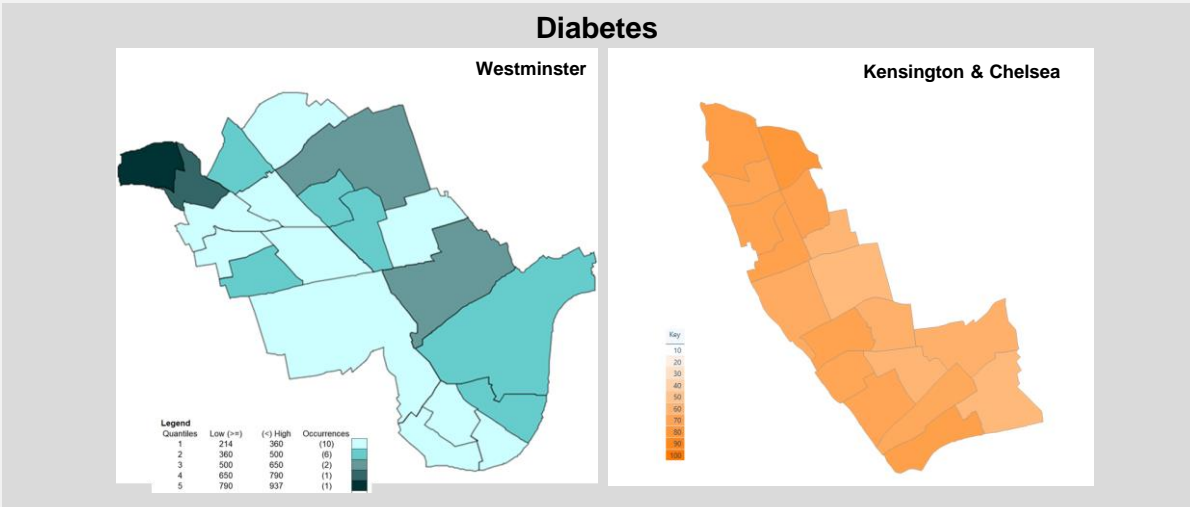 Diabetes
Westminster
Kensington & Chelsea
Legend
Quantiles Low (>=) (<) High Occurrences
1 214 360 (10)
2 360 500 (6)
3 500 650 (2)
4 650 790 (1)
5 790 937 (1)
Key
10
20
30
40
50
60
70
80
90
100